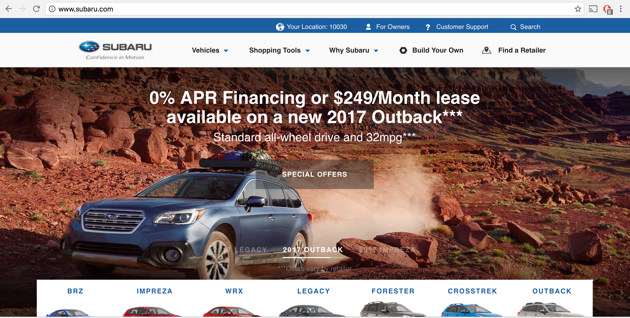 www.subaru.com
Your Location: 10030 For Owners ? Customer Support Search
SUBARU
Confidence in Motion
Vehicles Shopping Tools Why Subaru Build Your Own Find a Retailer
0% APR Financing or $249/Month lease
available on a new 2017 Outback***
Standard all-wheel drive and 32mpg***
SPECIAL OFFERS
LEGACY 2017 OUTBACK 2017 IMPREZA
BRZ IMPREZA WRX LEGACY FORESTER CROSSTREK OUTBACK